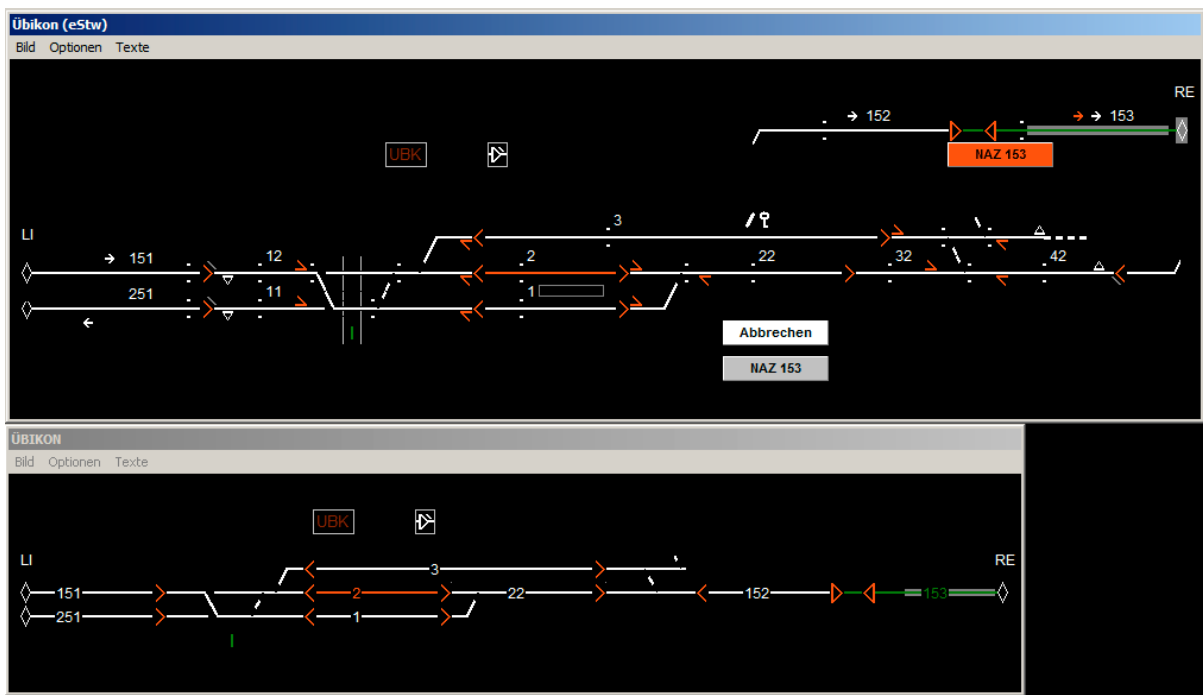 Übikon (eStw)
Bild Optionen Texte
RE
152 153
UBK NAZ 153
3
LI
151 12 2 22 32 42
251 11 1
Abbrechen
NAZ 153
ÜBIKON
Bild Optionen Texte
UBK
LI 3 RE
151 2 22 152 153
251 1